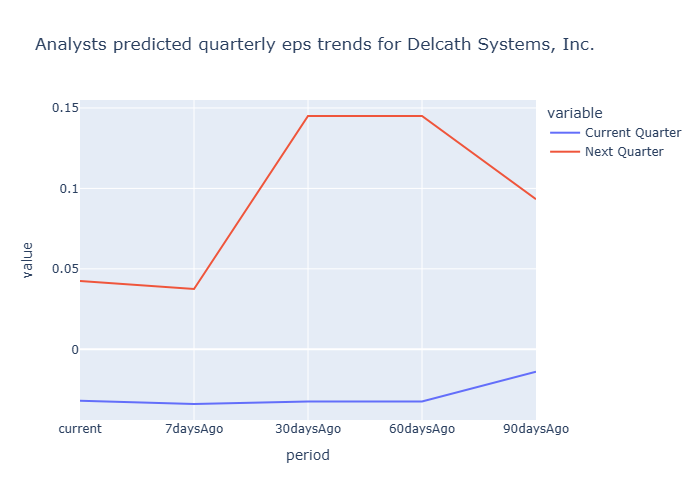 Analysts predicted quarterly eps trends for Delcath Systems, Inc.
variable
Current Quarter
Next Quarter
value
0.15
0.1
0.05
0
current
7daysAgo
30daysAgo
60daysAgo
90daysAgo
period